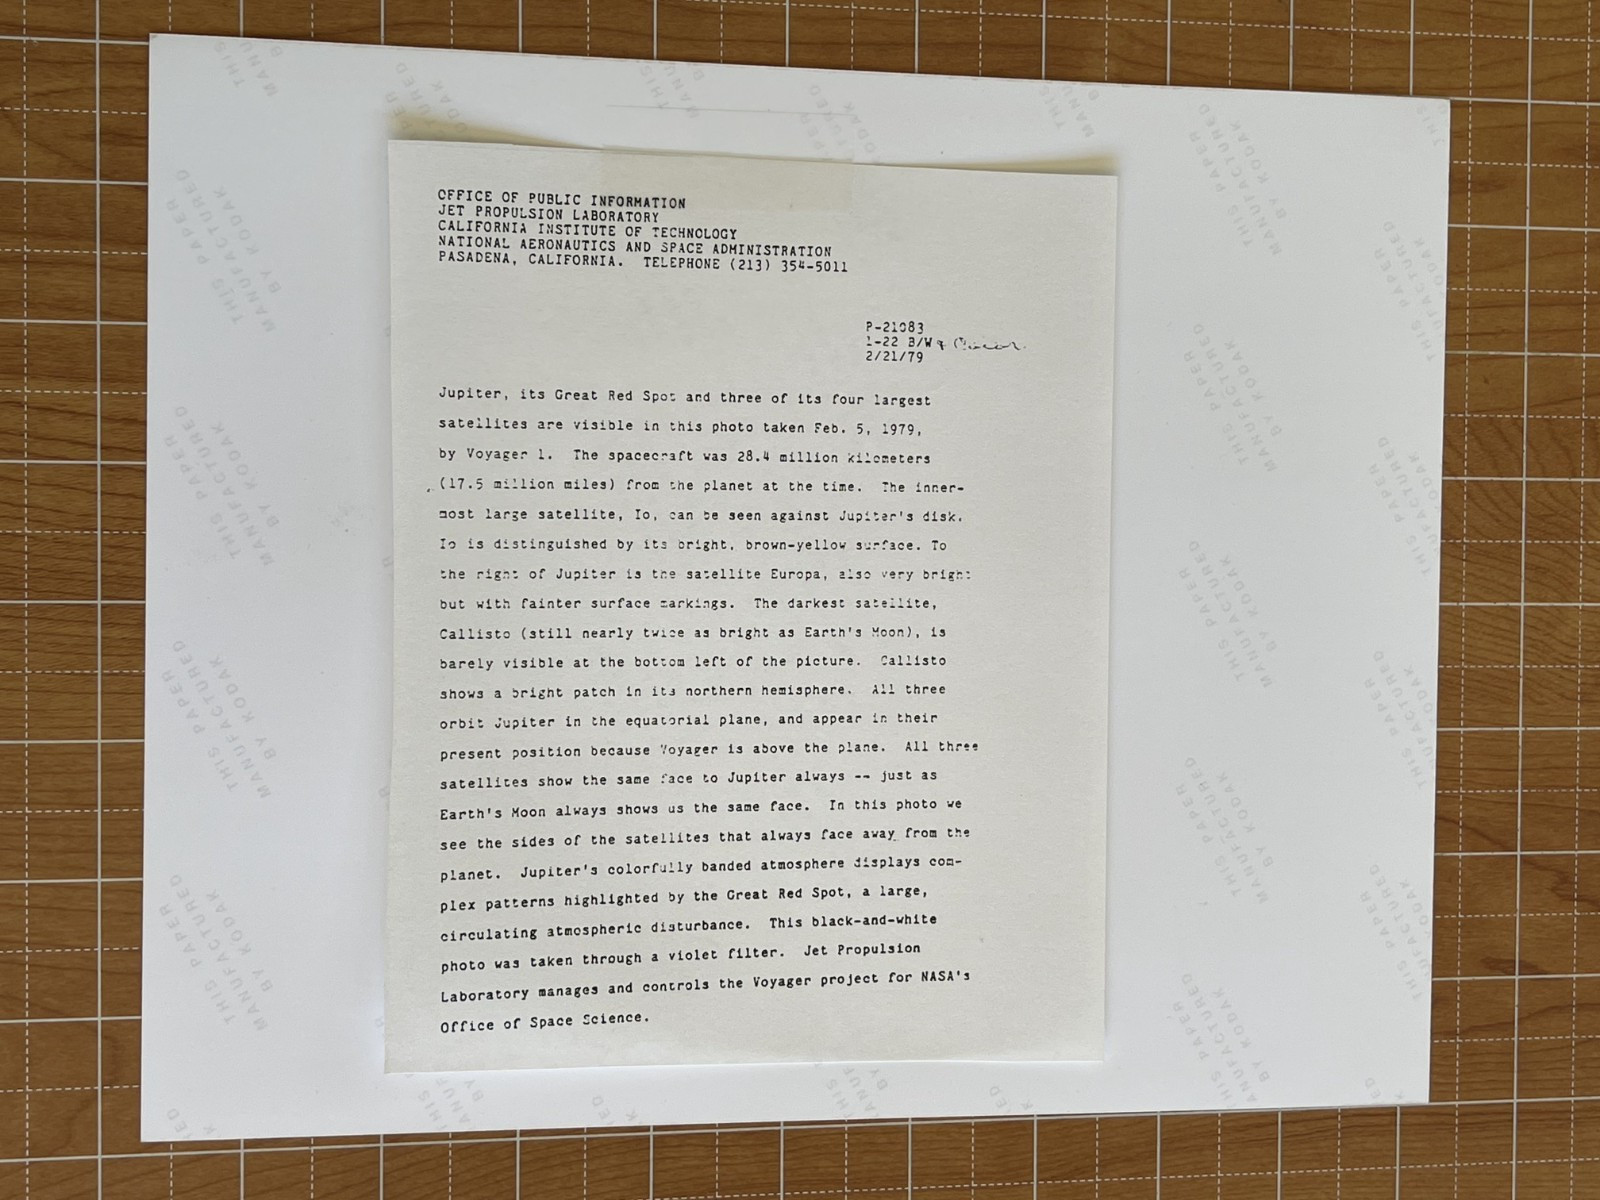 OFFICE OF PUBLIC INFORMATION
JET PROPULSION LABORATORY
CALIFORNIA INSTITUTE OF TECHNOLOGY
NATIONAL AERONAUTICS AND SPACE ADMINISTRATION
PASADENA, CALIFORNIA. TELEPHONE (213) 354-5011
P-21083
1-22 B/W & Color
2/21/79
Jupiter, its Great Red Spot and three of its four largest
satellites are visible in this photo taken Feb. 5, 1979,
by Voyager 1. The spacecraft was 28.4 million kilometers
(17.5 million miles) from the planet at the time. The inner-
most large satellite, Io, can be seen against Jupiter's disk.
Io is distinguished by its bright, brown-yellow surface. To
the right of Jupiter is the satellite Europa, also very bright
but with fainter surface markings. The darkest satellite,
Callisto (still nearly twice as bright as Earth's Moon), is
barely visible at the bottom left of the picture. Callisto
shows a bright patch in its northern hemisphere. All three
orbit Jupiter in the equatorial plane, and appear in their
present position because Voyager is above the plane. All three
satellites show the same face to Jupiter always -- just as
Earth's Moon always shows us the same face. In this photo we
see the sides of the satellites that always face away from the
planet. Jupiter's colorfully banded atmosphere displays com-
plex patterns highlighted by the Great Red Spot, a large,
circulating atmospheric disturbance. This black-and-white
photo was taken through a violet filter. Jet Propulsion
Laboratory manages and controls the Voyager project for NASA's
Office of Space Science.
THIS PAPER
MANUFACTURED
BY KODAK